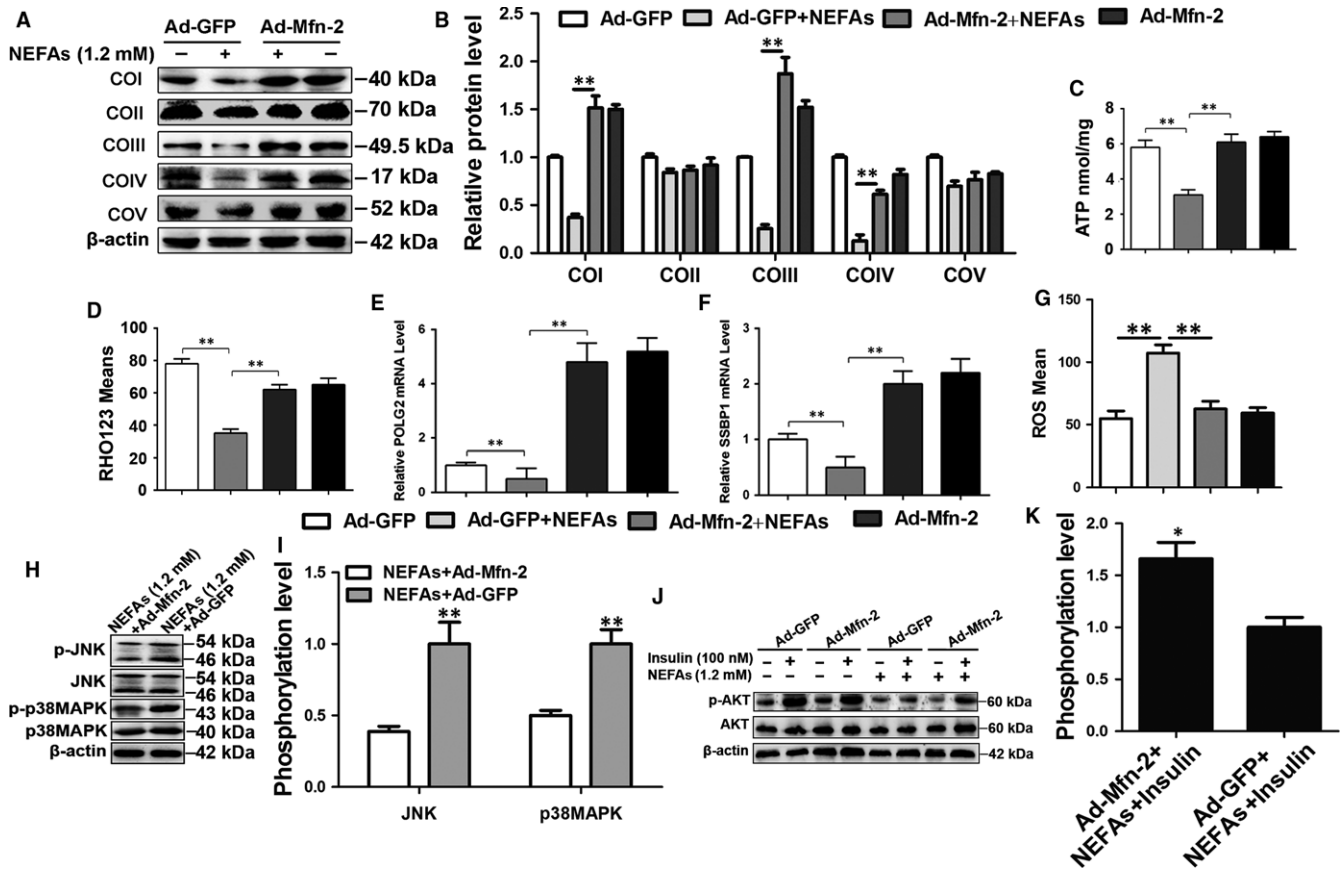 A
Ad-GFP Ad-Mfn-2
NEFAs (1.2 mM) − + + −
COI −40 kDa
COII −70 kDa
COIII −49.5 kDa
COIV −17 kDa
COV −52 kDa
β-actin −42 kDa
B
Ad-GFP Ad-GFP+NEFAs Ad-Mfn-2+NEFAs Ad-Mfn-2
Relative protein level
2.5
2.0
1.5
1.0
0.5
0.0
** ** **
COI COII COIII COIV COV
C
ATP nmol/mg
8
6
4
2
0
** **
D
RHO123 Means
100
80
60
40
20
0
** **
E
Relative POLG2 mRNA Level
6
4
2
0
** **
F
Relative SSBP1 mRNA Level
3
2
1
0
** **
G
ROS Mean
150
100
50
0
** **
Ad-GFP Ad-GFP+NEFAs Ad-Mfn-2+NEFAs Ad-Mfn-2
H
NEFAs (1.2 mM)
+Ad-Mfn-2
NEFAs (1.2 mM)
+Ad-GFP
p-JNK −54 kDa
−46 kDa
JNK −54 kDa
−46 kDa
p-p38MAPK −43 kDa
p38MAPK −40 kDa
β-actin −42 kDa
I
NEFAs+Ad-Mfn-2
NEFAs+Ad-GFP
Phosphorylation level
1.5
1.0
0.5
0.0
** **
JNK p38MAPK
J
Ad-GFP Ad-Mfn-2 Ad-GFP Ad-Mfn-2
Insulin (100 nM) − + − + − + − +
NEFAs (1.2 mM) − − − − + + + +
p-AKT −60 kDa
AKT −60 kDa
β-actin −42 kDa
K
Phosphorylation level
2.0
1.5
1.0
0.5
0.0
*
Ad-Mfn-2+
NEFAs+Insulin
Ad-GFP+
NEFAs+Insulin